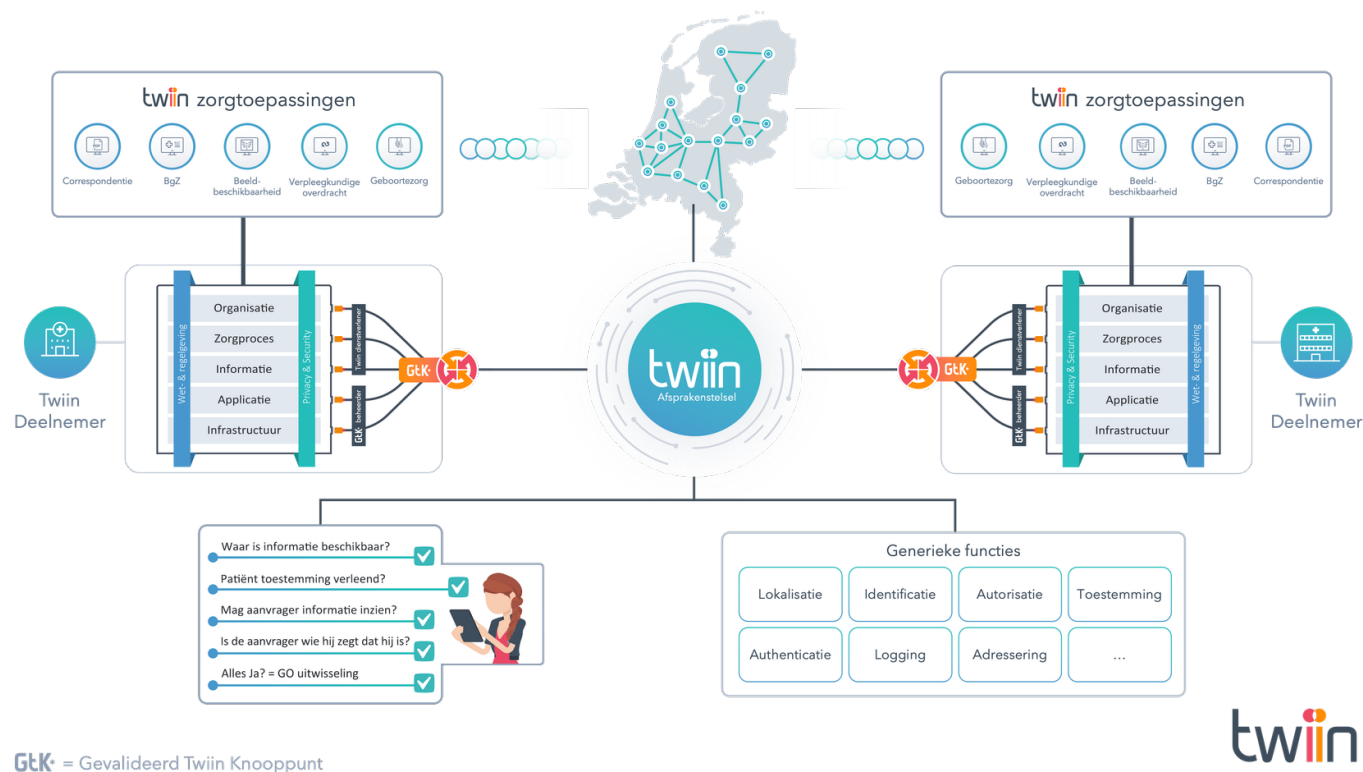 twiin zorgtoepassingen
Correspondentie
BgZ
Beeld-
beschikbaarheid
Verpleegkundige
overdracht
Geboortezorg
twiin zorgtoepassingen
Geboortezorg
Verpleegkundige
overdracht
Beeld-
beschikbaarheid
BgZ
Correspondentie
Twiin
Deelnemer
Wet- & regelgeving
Organisatie
Zorgproces
Informatie
Applicatie
Infrastructuur
Privacy & Security
Twiin dienstverlener
GtK beheerder
GtK
twiin
Afsprakenstelsel
GtK
Twiin dienstverlener
GtK beheerder
Privacy & Security
Organisatie
Zorgproces
Informatie
Applicatie
Infrastructuur
Wet- & regelgeving
Twiin
Deelnemer
Waar is informatie beschikbaar?
Patiënt toestemming verleend?
Mag aanvrager informatie inzien?
Is de aanvrager wie hij zegt dat hij is?
Alles Ja? = GO uitwisseling
Generieke functies
Lokalisatie
Identificatie
Autorisatie
Toestemming
Authenticatie
Logging
Adressering
...
GtK = Gevalideerd Twiin Knooppunt
twiin